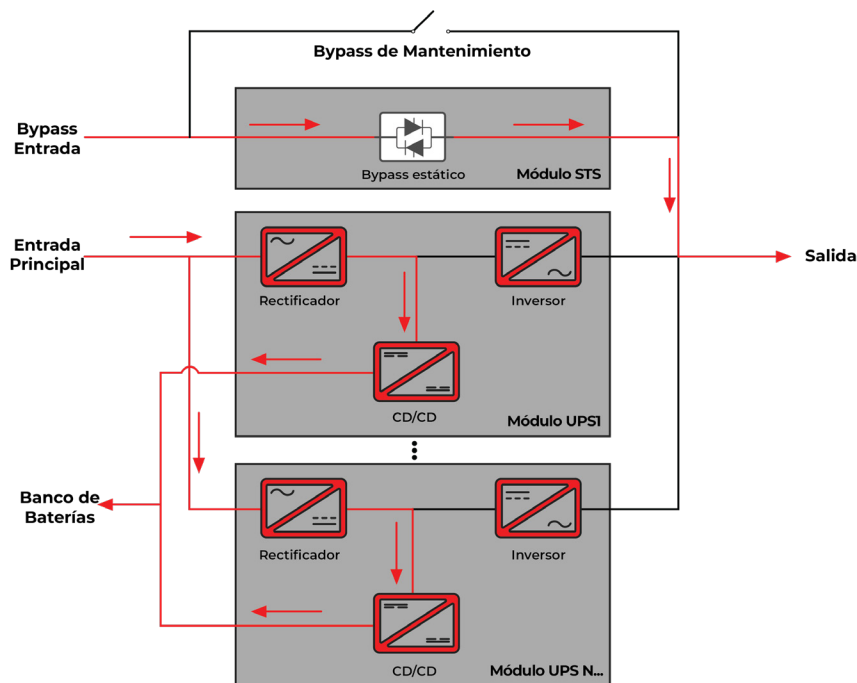 Bypass de Mantenimiento
Bypass
Entrada
Bypass estático
Módulo STS
Entrada
Principal
Rectificador
Inversor
Salida
CD/CD
Módulo UPS1
Banco de
Baterías
Rectificador
Inversor
CD/CD
Módulo UPS N...